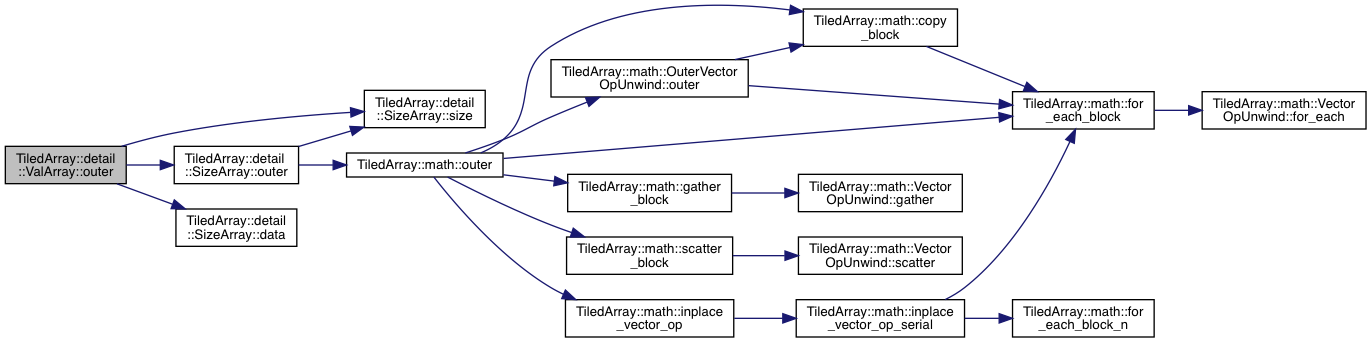 TiledArray::detail
::ValArray::outer
TiledArray::detail
::SizeArray::size
TiledArray::detail
::SizeArray::outer
TiledArray::detail
::SizeArray::data
TiledArray::math::outer
TiledArray::math::copy
_block
TiledArray::math::OuterVector
OpUnwind::outer
TiledArray::math::for
_each_block
TiledArray::math::Vector
OpUnwind::for_each
TiledArray::math::gather
_block
TiledArray::math::Vector
OpUnwind::gather
TiledArray::math::scatter
_block
TiledArray::math::Vector
OpUnwind::scatter
TiledArray::math::inplace
_vector_op
TiledArray::math::inplace
_vector_op_serial
TiledArray::math::for
_each_block_n